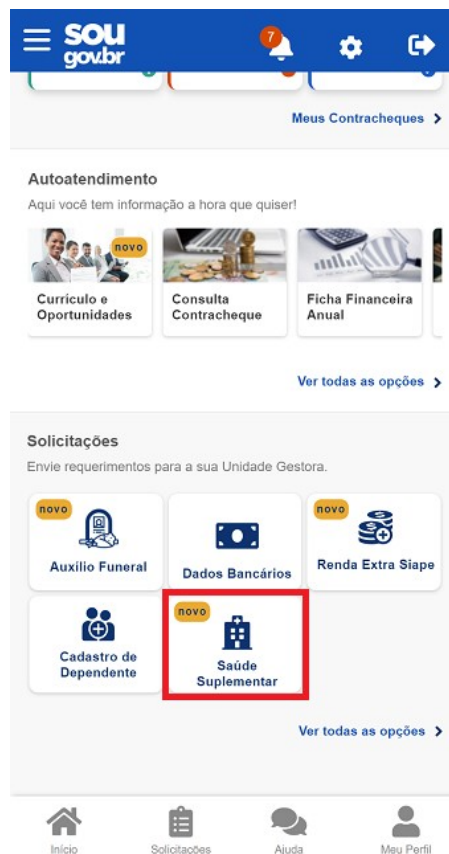 sou
gov.br
7
Meus Contracheques
Autoatendimento
Aqui você tem informação a hora que quiser!
novo
Currículo e
Oportunidades
Consulta
Contracheque
Ficha Financeira
Anual
Ver todas as opções
Solicitações
Envie requerimentos para a sua Unidade Gestora.
novo
Auxílio Funeral
Dados Bancários
novo
Renda Extra Siape
Cadastro de
Dependente
novo
Saúde
Suplementar
Ver todas as opções
Início
Solicitações
Ajuda
Meu Perfil